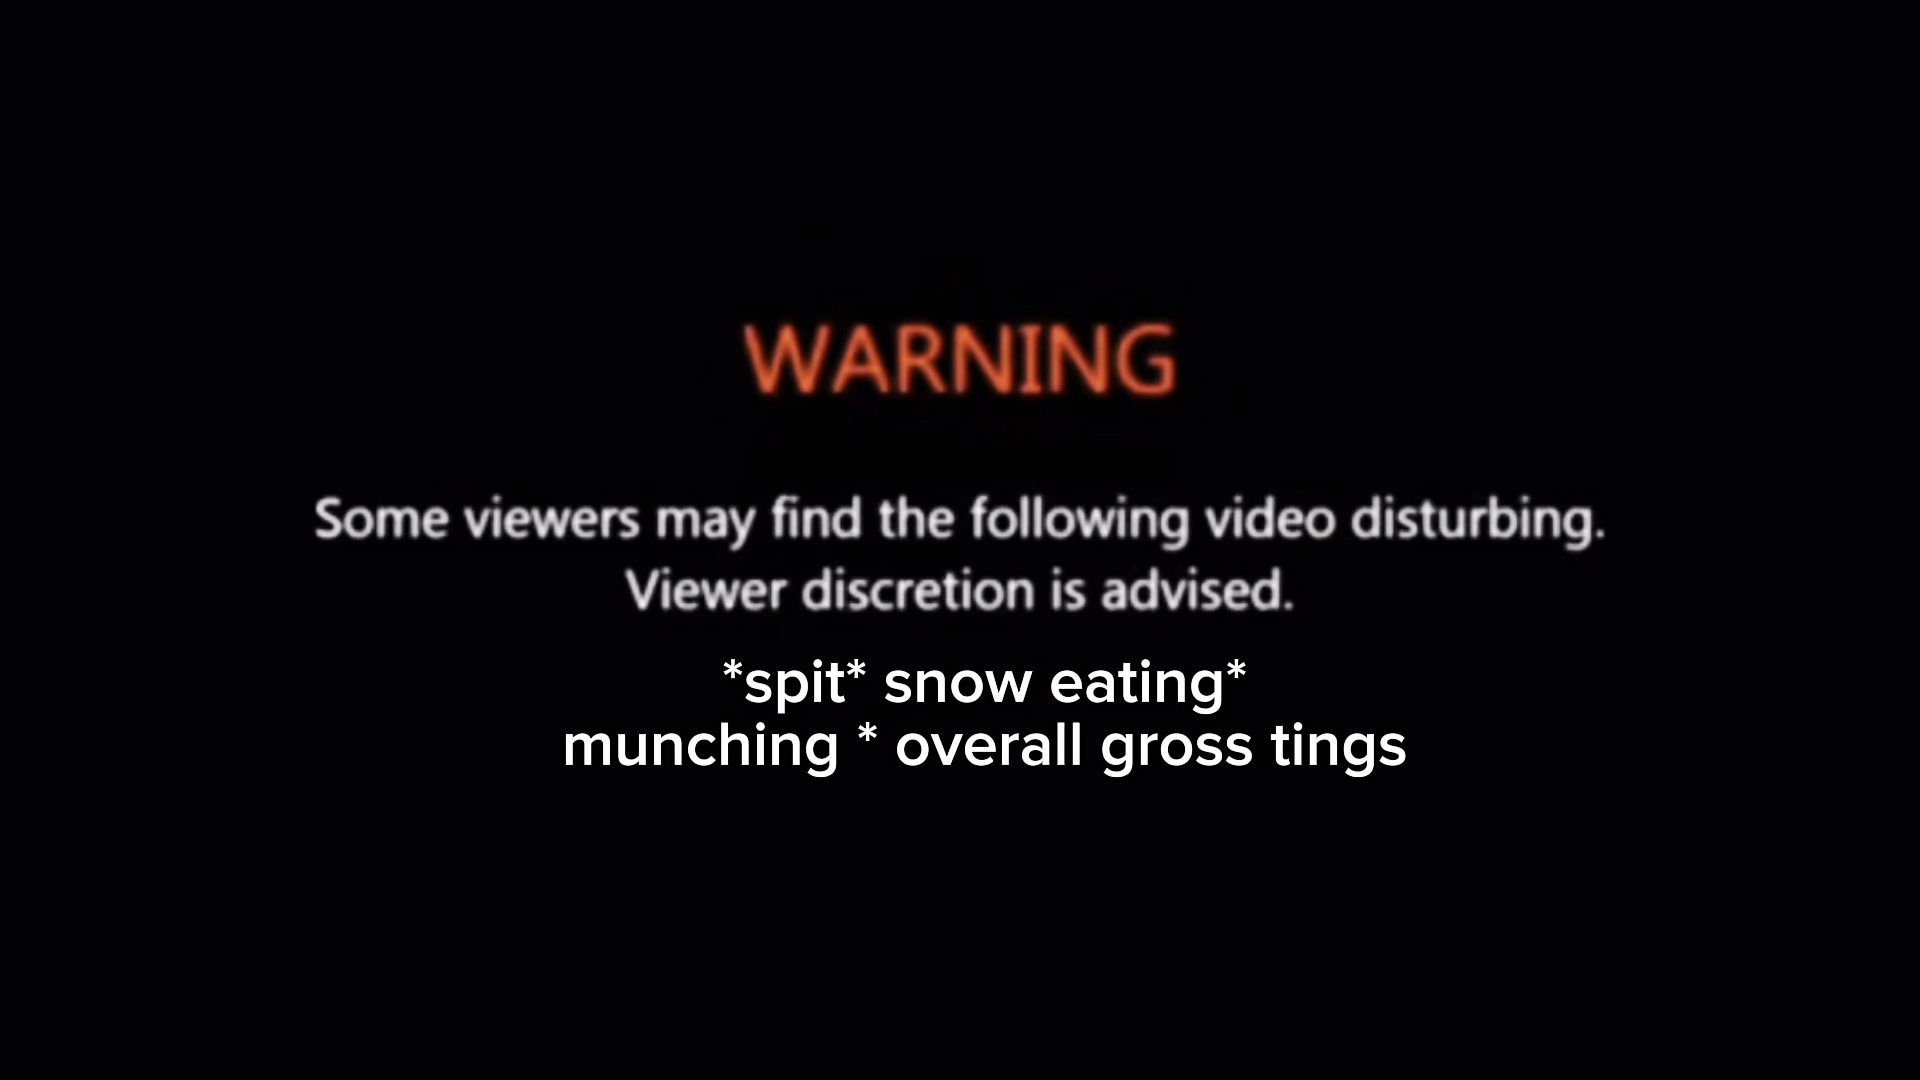 WARNING
Some viewers may find the following video disturbing.
Viewer discretion is advised.
*spit* snow eating*
munching * overall gross tings